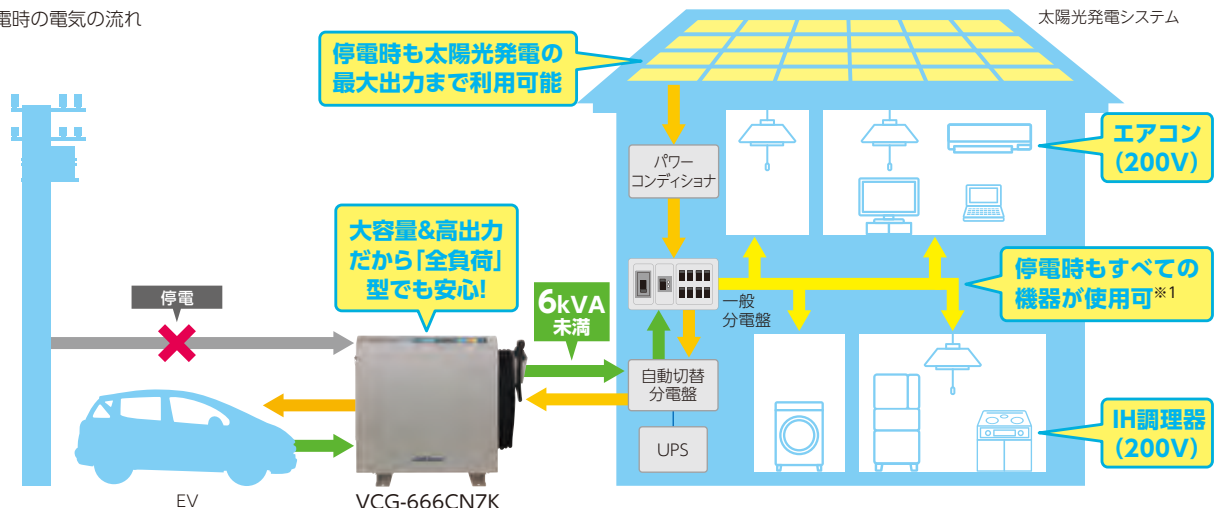 電時の電気の流れ
太陽光発電システム
停電時も太陽光発電の
最大出力まで利用可能
エアコン
(200V)
パワー
コンディショナ
大容量&高出力
だから「全負荷」
型でも安心!
停電時もすべての
機器が使用可※1
停電
6kVA
未満
一般
分電盤
自動切替
分電盤
IH調理器
(200V)
UPS
EV
VCG-666CN7K